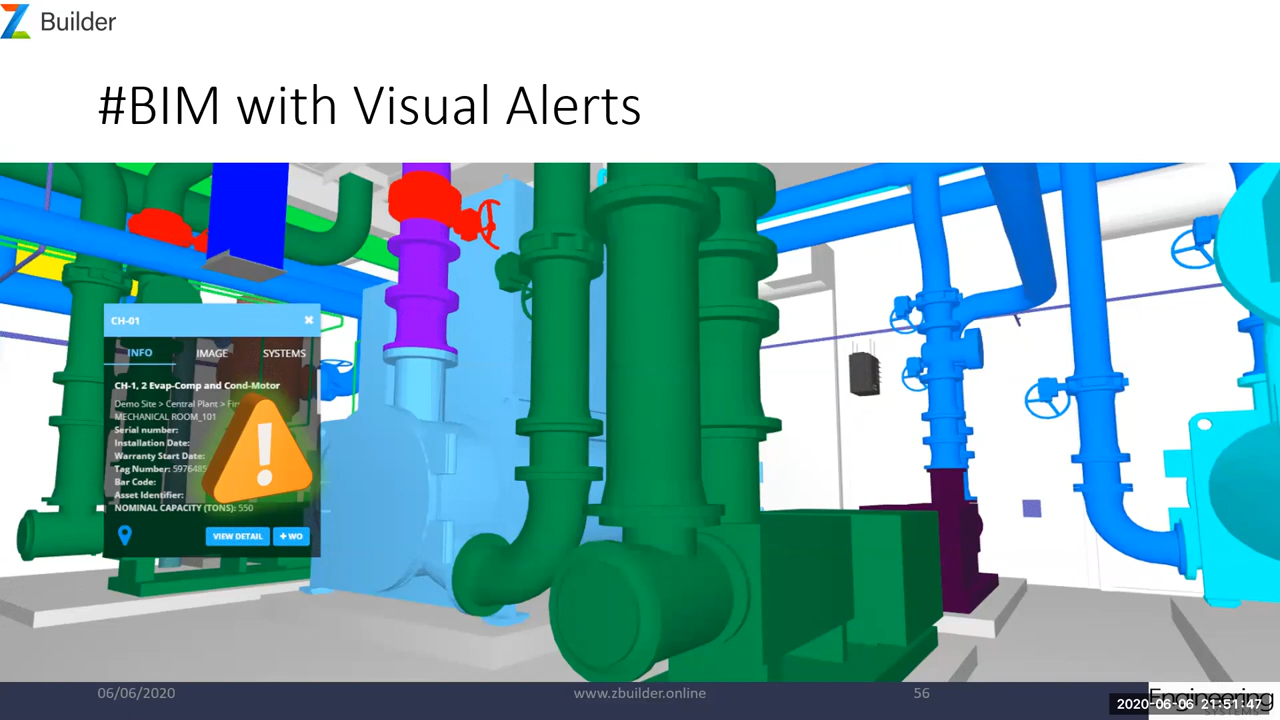 Builder
#BIM with Visual Alerts
CH-01
INFO IMAGE SYSTEMS
CH-1, 2 Evap-Comp and Cond-Motor
Demo Site > Central Plant >
MECHANICAL ROOM_101
Serial number:
Installation Date:
Warranty Start Date:
Tag Number: 5976485
Bar Code:
Asset Identifier:
NOMINAL CAPACITY (TONS): 550
VIEW DETAIL + WO
06/06/2020 www.zbuilder.online 56
Engineering
2020-06-06 21:51:47